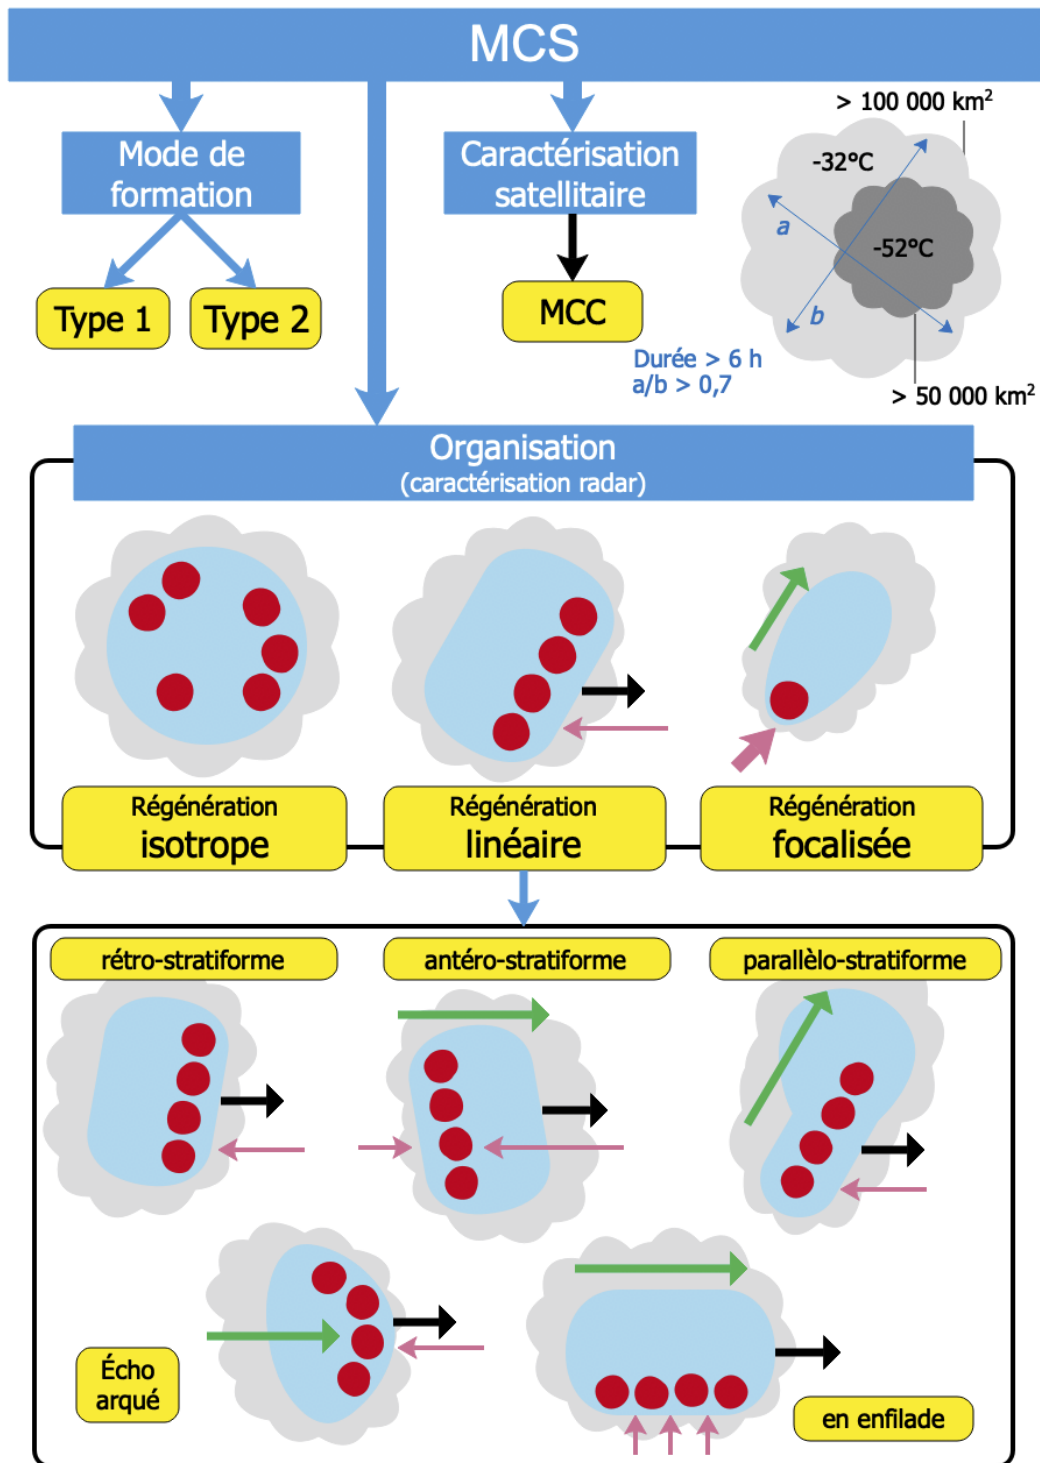 MCS
Mode de
formation
Caractérisation
satellitaire
> 100 000 km²
-32°C
a
-52°C
b
Type 1
Type 2
MCC
Durée > 6 h
a/b > 0,7
> 50 000 km²
Organisation
(caractérisation radar)
Régénération
isotrope
Régénération
linéaire
Régénération
focalisée
rétro-stratiforme
antéro-stratiforme
parallèlo-stratiforme
Écho
arqué
en enfilade